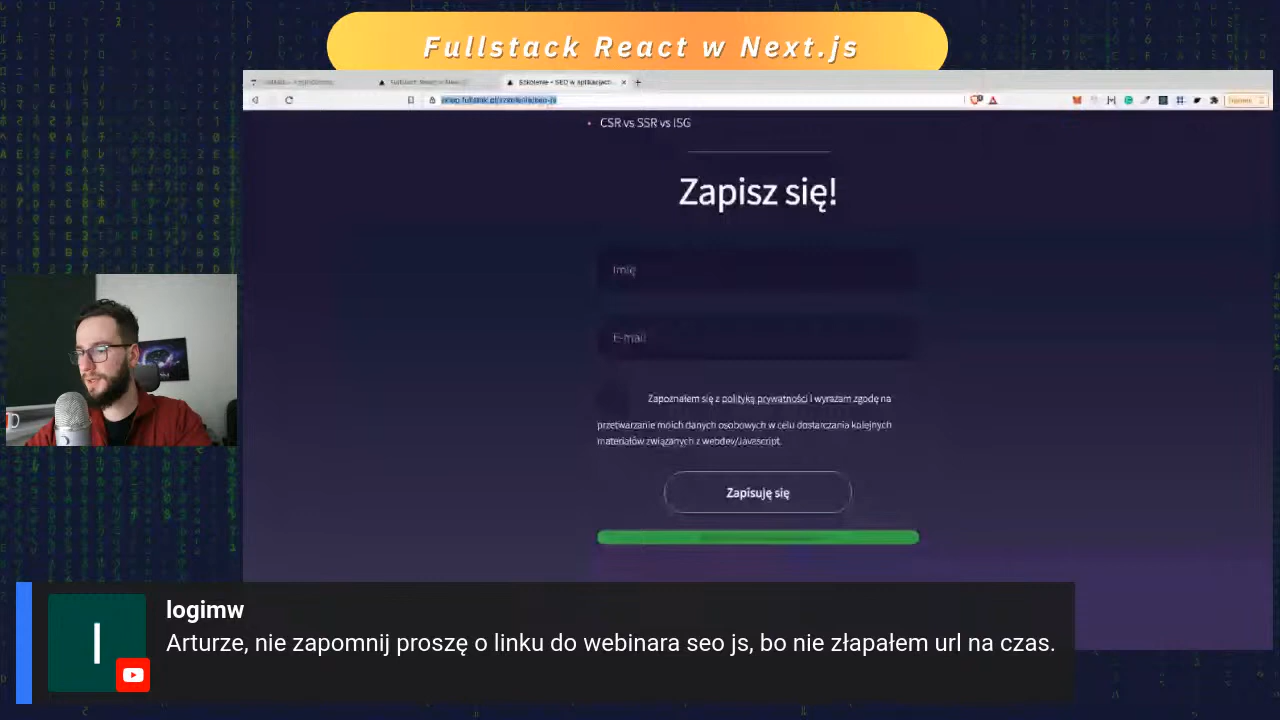 Fullstack React w Next.js
CSR vs SSR vs ISG
Zapisz się!
Imię
E-mail
Zapoznałem się z polityką prywatności i wyrażam zgodę na
przetwarzanie moich danych osobowych w celu dostarczania kolejnych
materiałów związanych z webdev/Javascript.
Zapisuję się
logimw
Arturze, nie zapomnij proszę o linku do webinara seo js, bo nie złapałem url na czas.